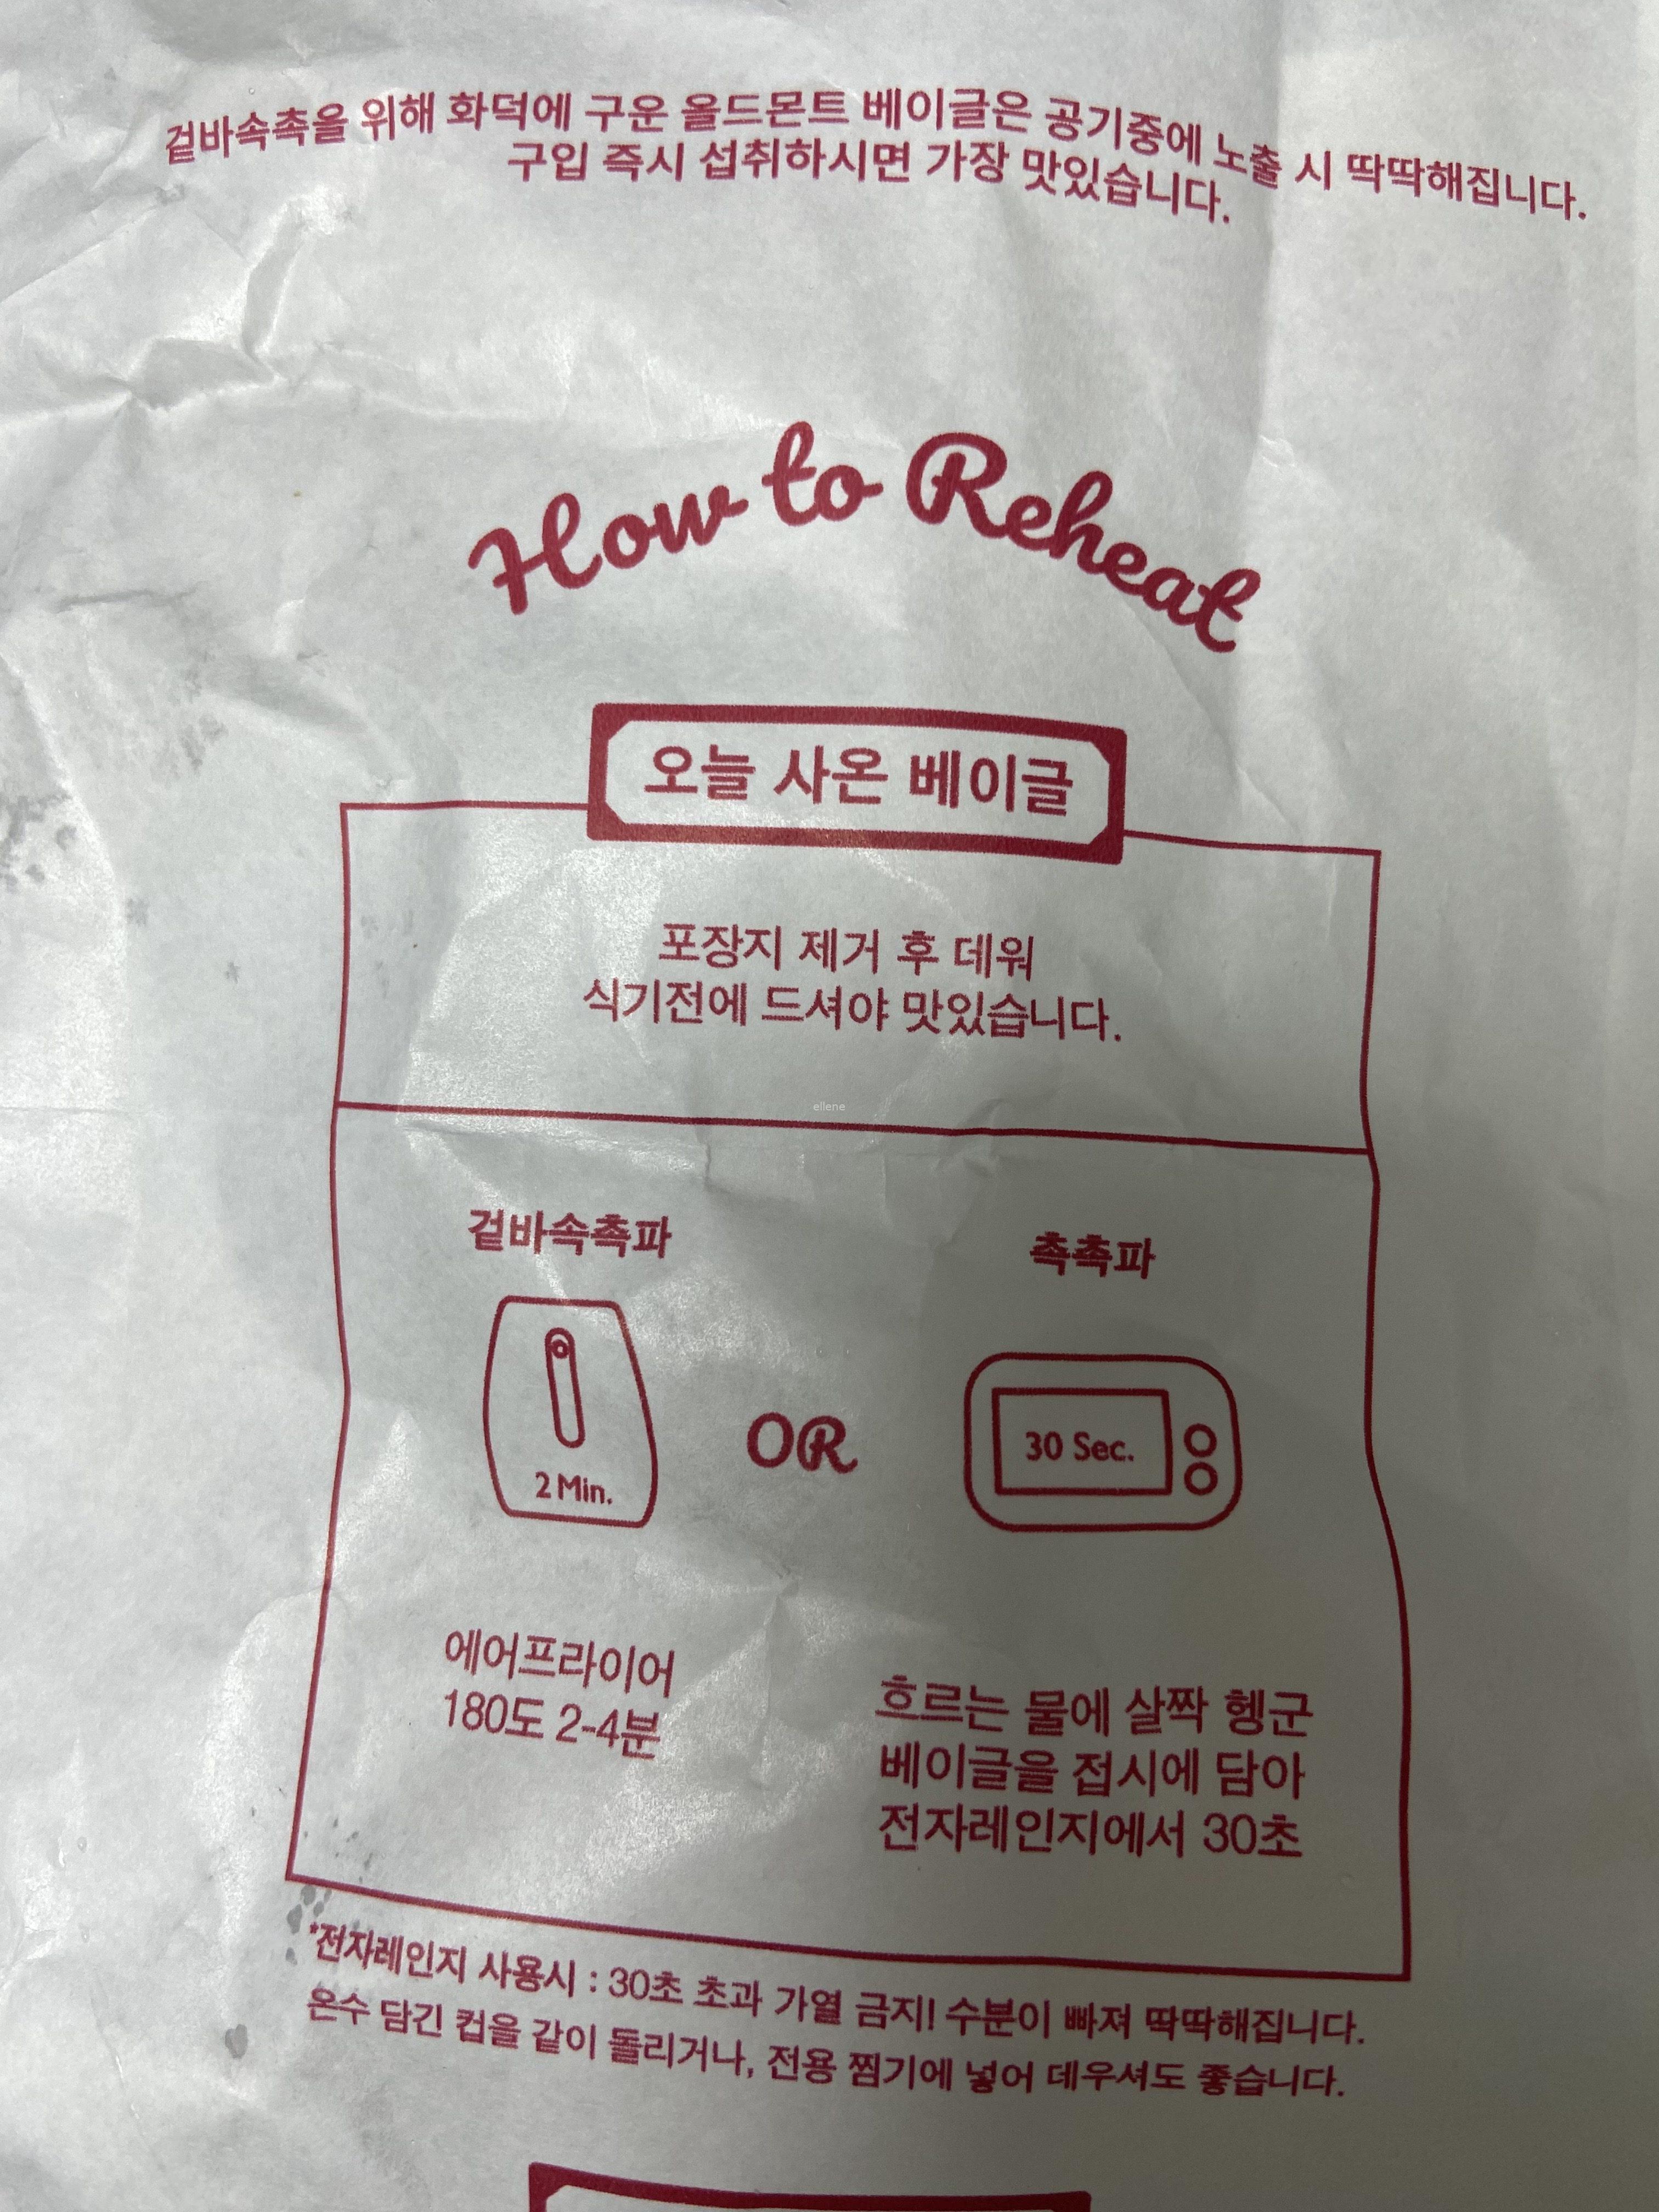 겉바속촉을 위해 화덕에 구운 올드몬트 베이글은 공기중에 노출 시 딱딱해집니다.
구입 즉시 섭취하시면 가장 맛있습니다.
How to Reheat
오늘 사온 베이글
포장지 제거 후 데워
식기전에 드셔야 맛있습니다.
겉바속촉파
2 Min.
에어프라이어
180도 2-4분
OR
촉촉파
30 Sec.
흐르는 물에 살짝 헹군
베이글을 접시에 담아
전자레인지에서 30초
*전자레인지 사용시 : 30초 초과 가열 금지! 수분이 빠져 딱딱해집니다.
온수 담긴 컵을 같이 돌리거나, 전용 찜기에 넣어 데우셔도 좋습니다.
ellene